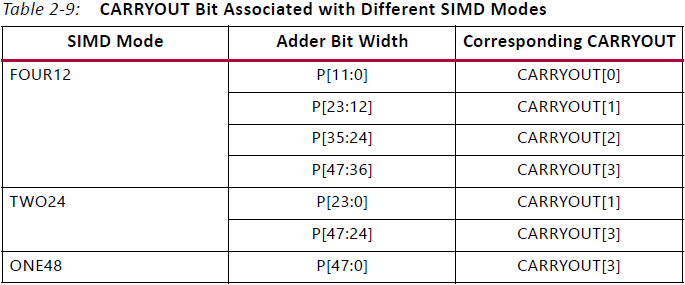 Table 2-9: CARRYOUT Bit Associated with Different SIMD Modes
SIMD Mode Adder Bit Width Corresponding CARRYOUT
FOUR12 P[11:0] CARRYOUT[0]
P[23:12] CARRYOUT[1]
P[35:24] CARRYOUT[2]
P[47:36] CARRYOUT[3]
TWO24 P[23:0] CARRYOUT[1]
P[47:24] CARRYOUT[3]
ONE48 P[47:0] CARRYOUT[3]